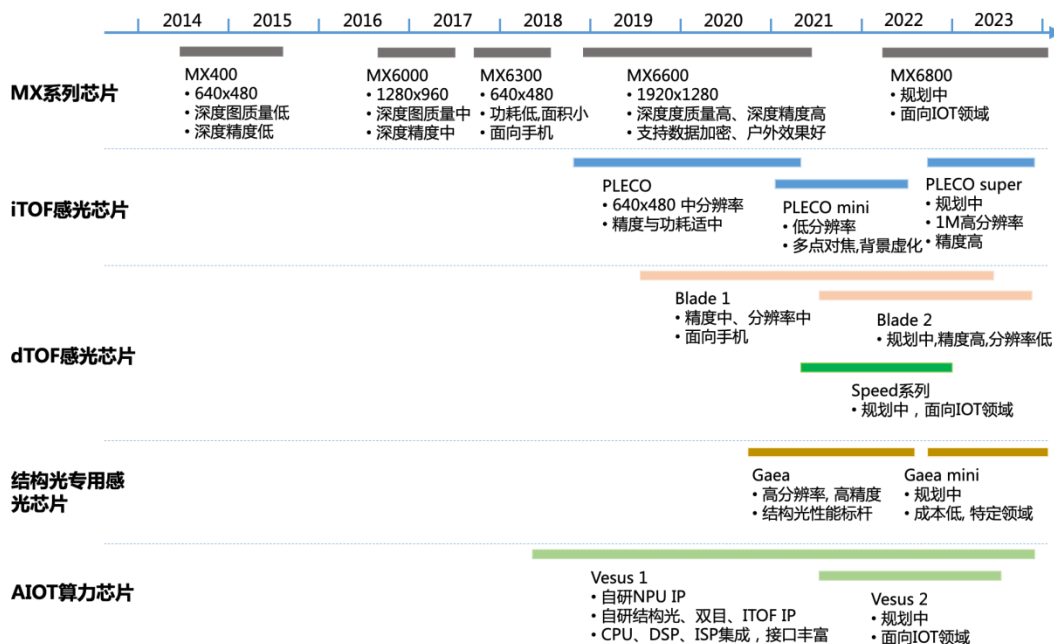 2014 2015 2016 2017 2018 2019 2020 2021 2022 2023
MX系列芯片
MX400
• 640x480
• 深度图质量低
• 深度精度低
MX6000
• 1280x960
• 深度图质量中
• 深度精度中
MX6300
• 640x480
• 功耗低,面积小
• 面向手机
MX6600
• 1920x1280
• 深度度质量高、深度精度高
• 支持数据加密、户外效果好
MX6800
• 规划中
• 面向IOT领域
iTOF感光芯片
PLECO
• 640x480 中分辨率
• 精度与功耗适中
PLECO mini
• 低分辨率
• 多点对焦,背景虚化
PLECO super
• 规划中
• 1M高分辨率
• 精度高
dTOF感光芯片
Blade 1
• 精度中、分辨率中
• 面向手机
Blade 2
• 规划中,精度高,分辨率低
Speed系列
• 规划中，面向IOT领域
结构光专用感
光芯片
Gaea
• 高分辨率, 高精度
• 结构光性能标杆
Gaea mini
• 规划中
• 成本低, 特定领域
AIOT算力芯片
Vesus 1
• 自研NPU IP
• 自研结构光、双目、ITOF IP
• CPU、DSP、ISP集成，接口丰富
Vesus 2
• 规划中
• 面向IOT领域